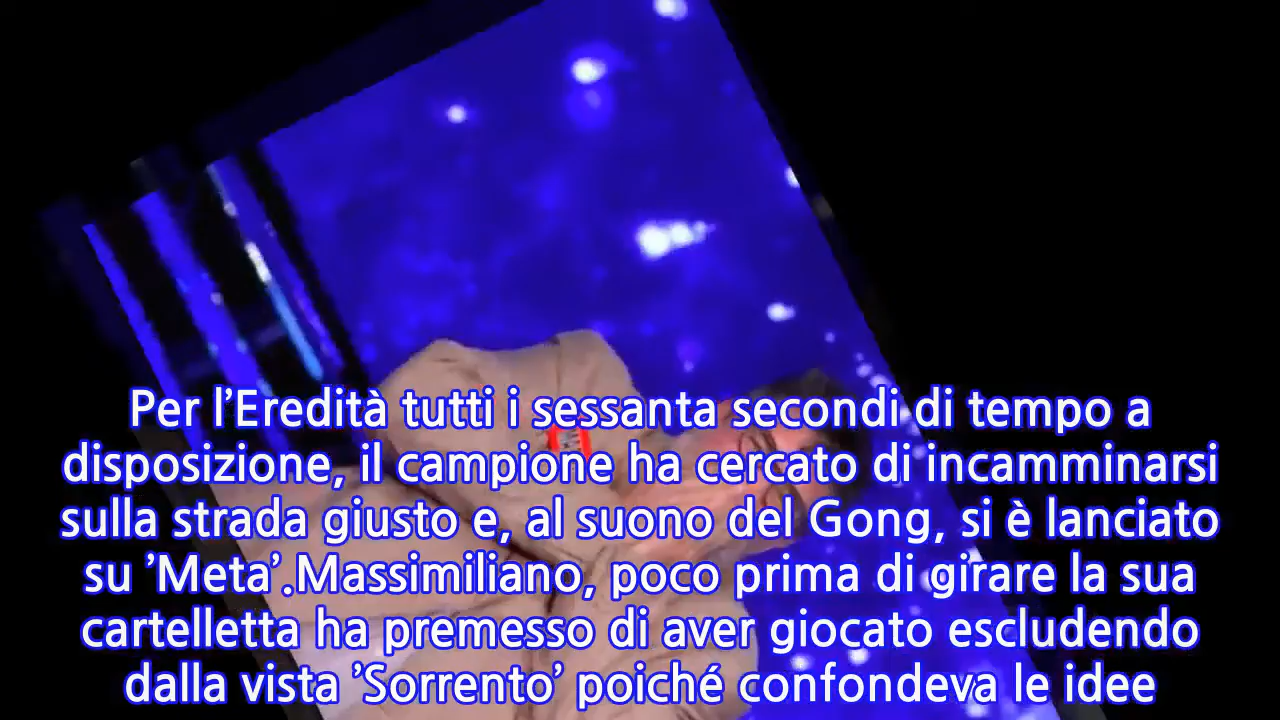 Per l’Eredità tutti i sessanta secondi di tempo a
disposizione, il campione ha cercato di incamminarsi
sulla strada giusto e, al suono del Gong, si è lanciato
su ’Meta’.Massimiliano, poco prima di girare la sua
cartelletta ha premesso di aver giocato escludendo
dalla vista ’Sorrento’ poiché confondeva le idee